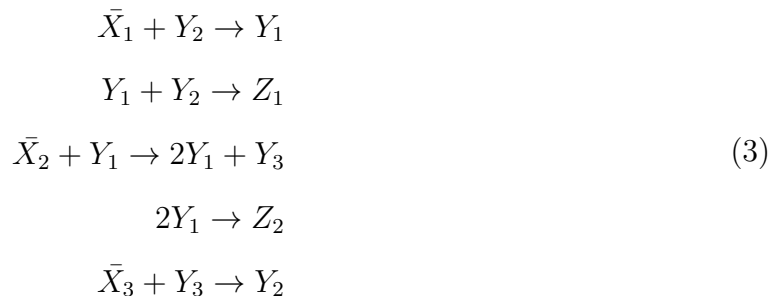 X̄₁ + Y₂ → Y₁
Y₁ + Y₂ → Z₁
X̄₂ + Y₁ → 2Y₁ + Y₃ (3)
2Y₁ → Z₂
X̄₃ + Y₃ → Y₂